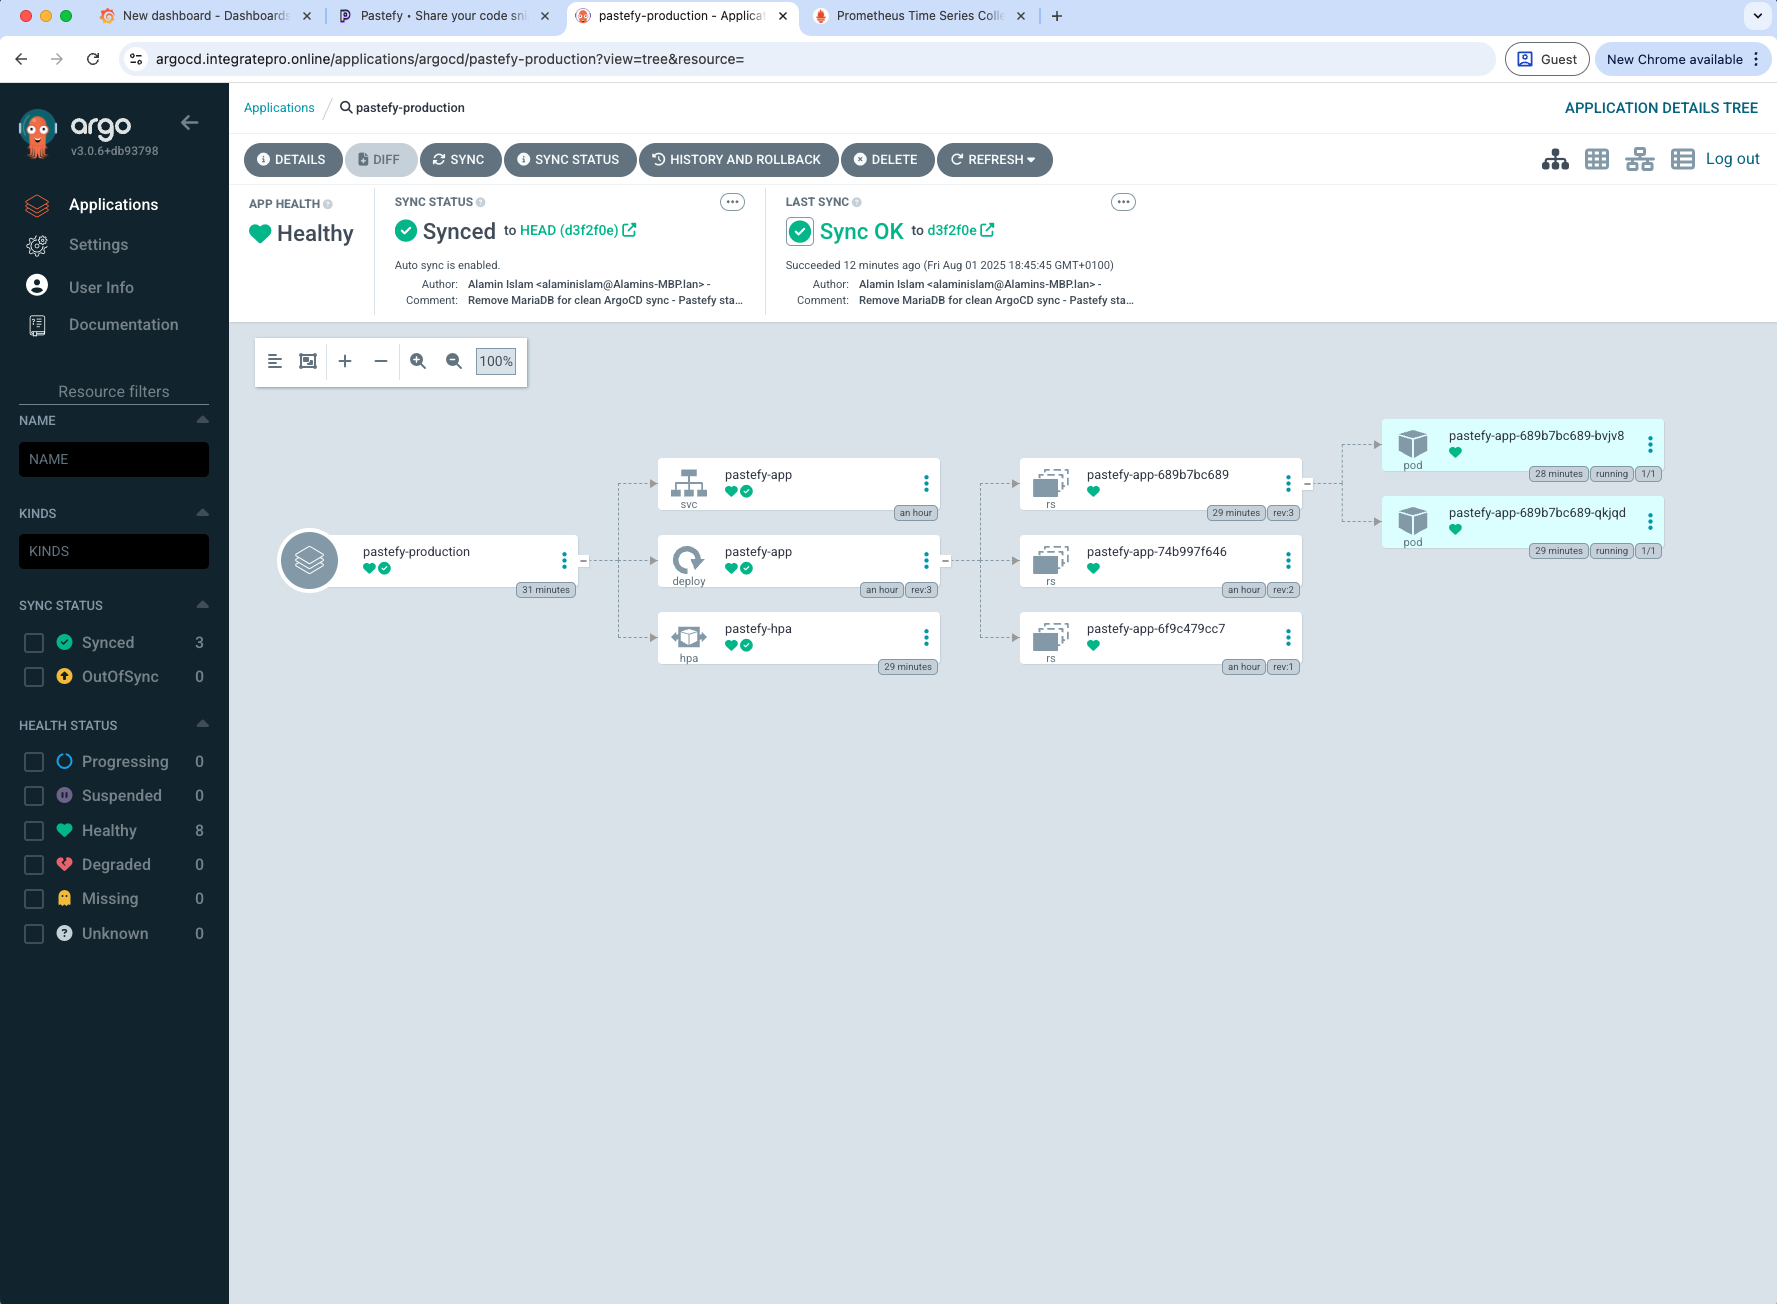 New dashboard - Dashboards
Pastefy • Share your code sni
pastefy-production - Applicat
Prometheus Time Series Colle
argocd.integratepro.online/applications/argocd/pastefy-production?view=tree&resource=
Guest
New Chrome available
argo
v3.0.6+db93798
Applications
Settings
User Info
Documentation
Resource filters
NAME
NAME
KINDS
KINDS
SYNC STATUS
Synced 3
OutOfSync 0
HEALTH STATUS
Progressing 0
Suspended 0
Healthy 8
Degraded 0
Missing 0
Unknown 0
Applications / pastefy-production
APPLICATION DETAILS TREE
DETAILS
DIFF
SYNC
SYNC STATUS
HISTORY AND ROLLBACK
DELETE
REFRESH
Log out
APP HEALTH
Healthy
SYNC STATUS
Synced to HEAD (d3f2f0e)
Auto sync is enabled.
Author: Alamin Islam <alaminislam@Alamins-MBP.lan> -
Comment: Remove MariaDB for clean ArgoCD sync - Pastefy sta...
LAST SYNC
Sync OK to d3f2f0e
Succeeded 12 minutes ago (Fri Aug 01 2025 18:45:45 GMT+0100)
Author: Alamin Islam <alaminislam@Alamins-MBP.lan> -
Comment: Remove MariaDB for clean ArgoCD sync - Pastefy sta...
100%
pastefy-production
31 minutes
pastefy-app
svc
an hour
pastefy-app
deploy
an hour rev:3
pastefy-hpa
hpa
29 minutes
pastefy-app-689b7bc689
rs
29 minutes rev:3
pastefy-app-74b997f646
rs
an hour rev:2
pastefy-app-6f9c479cc7
rs
an hour rev:1
pastefy-app-689b7bc689-bvjv8
pod
28 minutes running 1/1
pastefy-app-689b7bc689-qkjqd
pod
29 minutes running 1/1